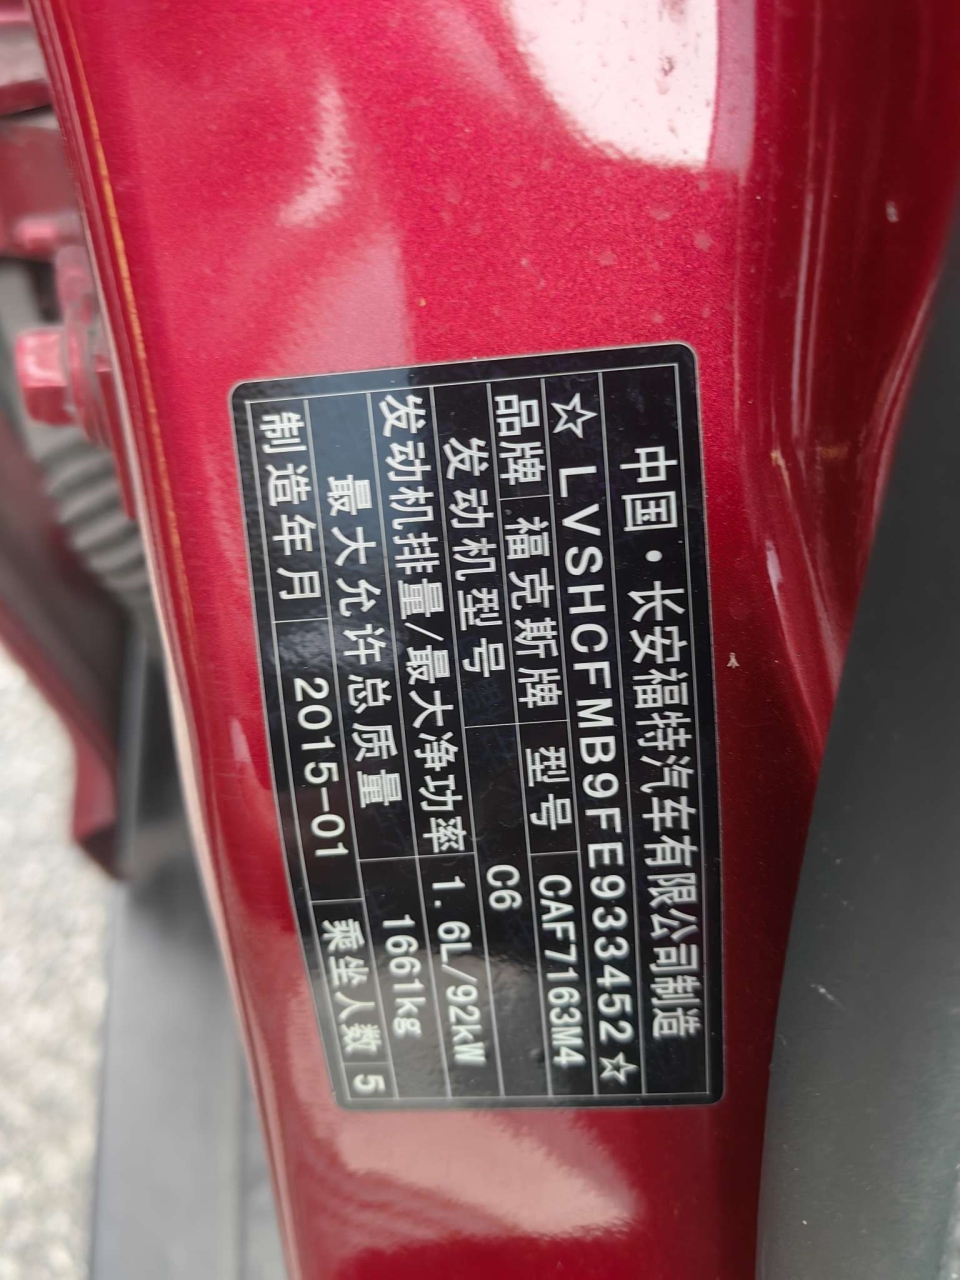 中国·长安福特汽车有限公司制造
☆LVSHCFMB9FE933452☆
品牌 福克斯牌 型号 CAF7163M4
发动机型号 C6
发动机排量/最大净功率 1.6L/92kW
最大允许总质量 1661kg
制造年月 2015-01 乘坐人数 5